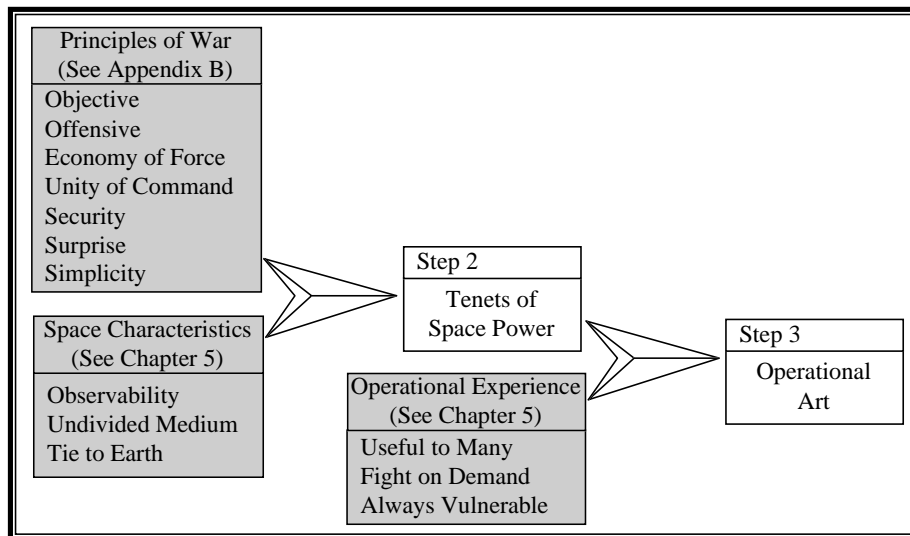 Principles of War
(See Appendix B)
Objective
Offensive
Economy of Force
Unity of Command
Security
Surprise
Simplicity
Space Characteristics
(See Chapter 5)
Observability
Undivided Medium
Tie to Earth
Step 2
Tenets of
Space Power
Operational Experience
(See Chapter 5)
Useful to Many
Fight on Demand
Always Vulnerable
Step 3
Operational
Art